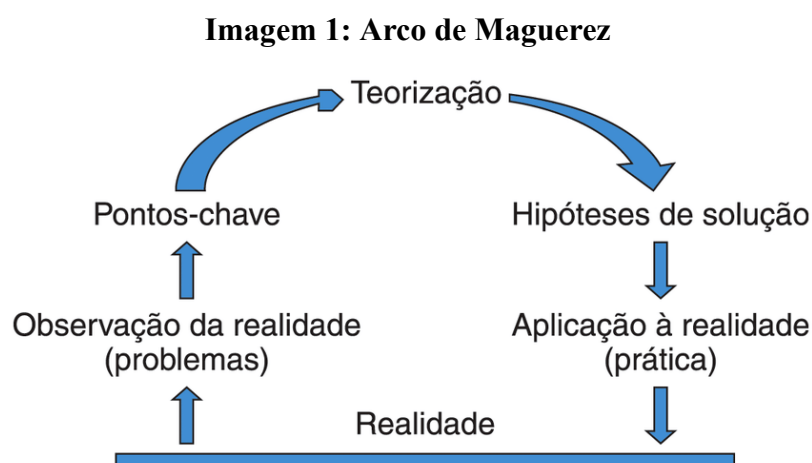 Imagem 1: Arco de Maguerez
Teorização
Pontos-chave
Hipóteses de solução
Observação da realidade
(problemas)
Aplicação à realidade
(prática)
Realidade